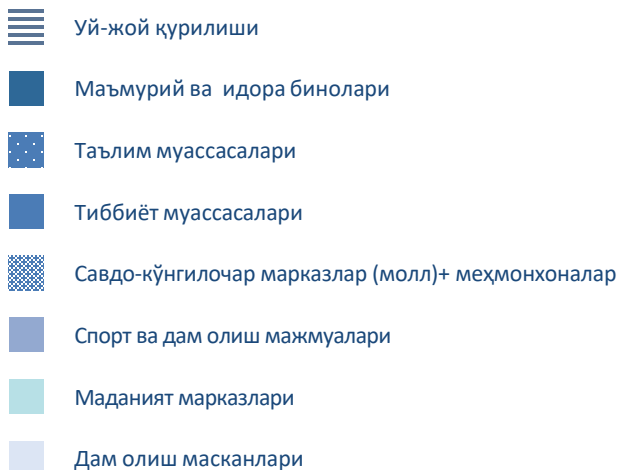 Уй-жой қурилиши
Маъмурий ва идора бинолари
Таълим муассасалари
Тиббиёт муассасалари
Савдо-кўнгилочар марказлар (молл)+ меҳмонхоналар
Спорт ва дам олиш мажмуалари
Маданият марказлари
Дам олиш масканлари